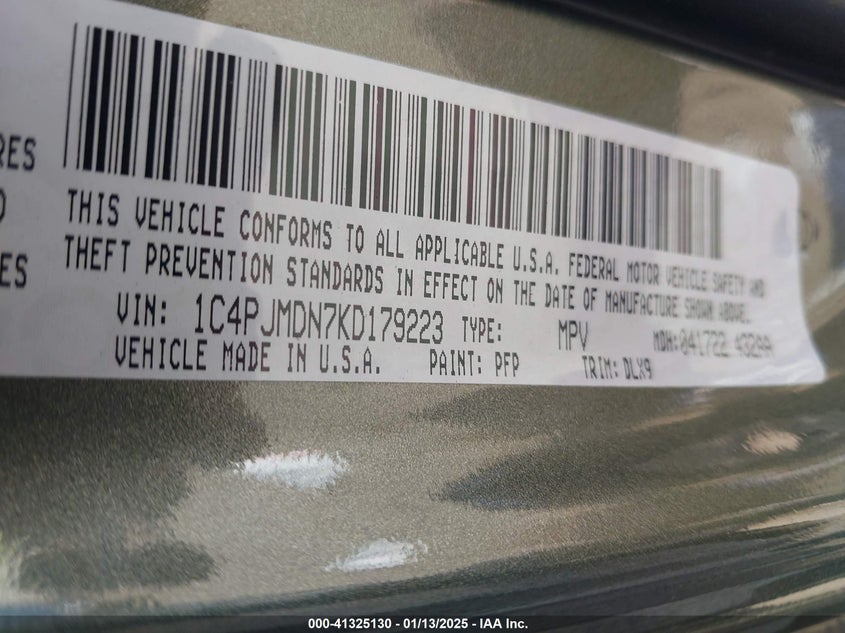 RES
THIS VEHICLE CONFORMS TO ALL APPLICABLE U.S.A. FEDERAL MOTOR VEHICLE SAFETY AND
THEFT PREVENTION STANDARDS IN EFFECT ON THE DATE OF MANUFACTURE SHOWN ABOVE.
ES
VIN: 1C4PJMDN7KD179223 TYPE: MPV MDH: 041722
VEHICLE MADE IN U.S.A. PAINT: PFP TRIM: DLX9
000-41325130 - 01/13/2025 - IAA Inc.